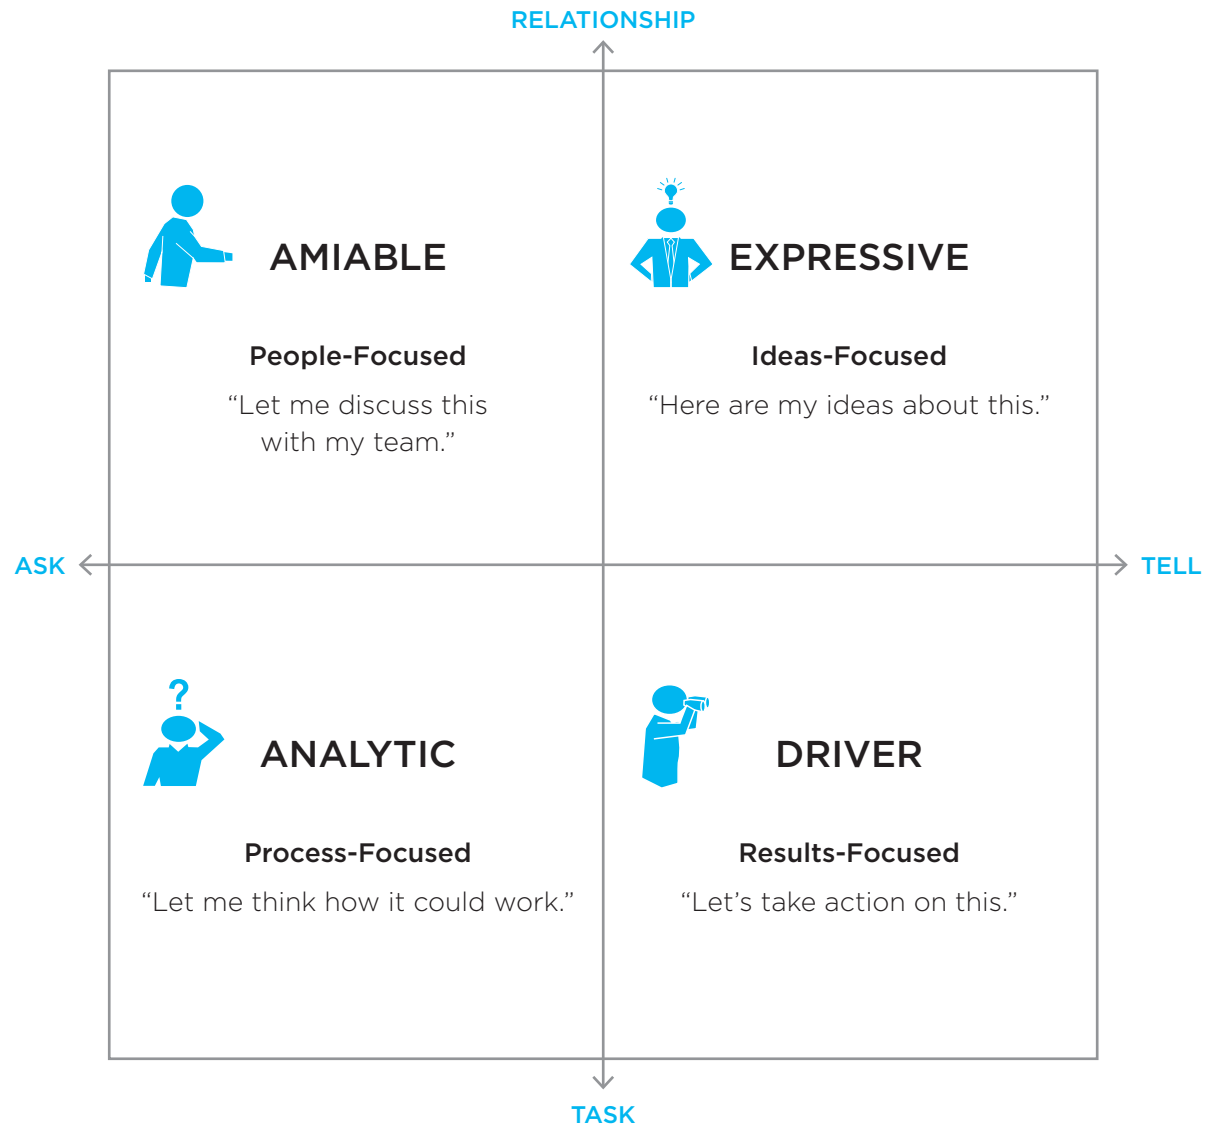 RELATIONSHIP
AMIABLE
People-Focused
“Let me discuss this
with my team.”
EXPRESSIVE
Ideas-Focused
“Here are my ideas about this.”
ASK
TELL
?
ANALYTIC
Process-Focused
“Let me think how it could work.”
DRIVER
Results-Focused
“Let’s take action on this.”
TASK